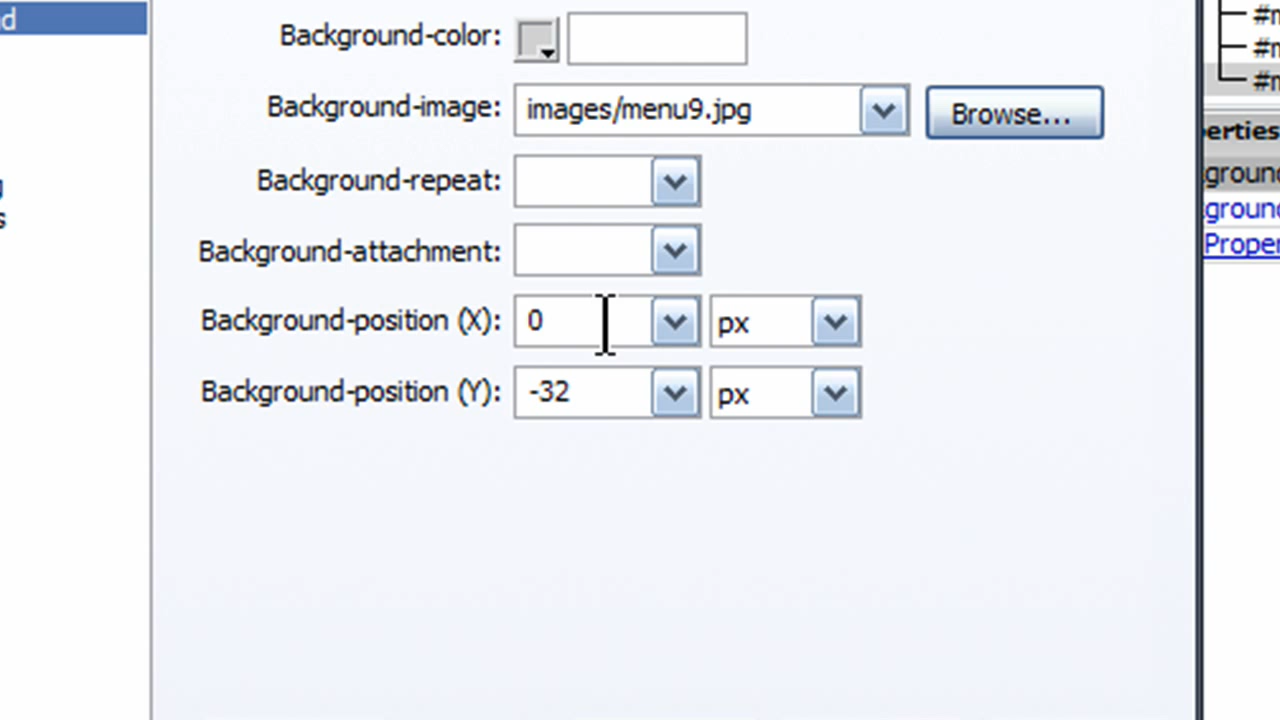 Background-color:
Background-image: images/menu9.jpg Browse...
Background-repeat:
Background-attachment:
Background-position (X): 0 px
Background-position (Y): -32 px